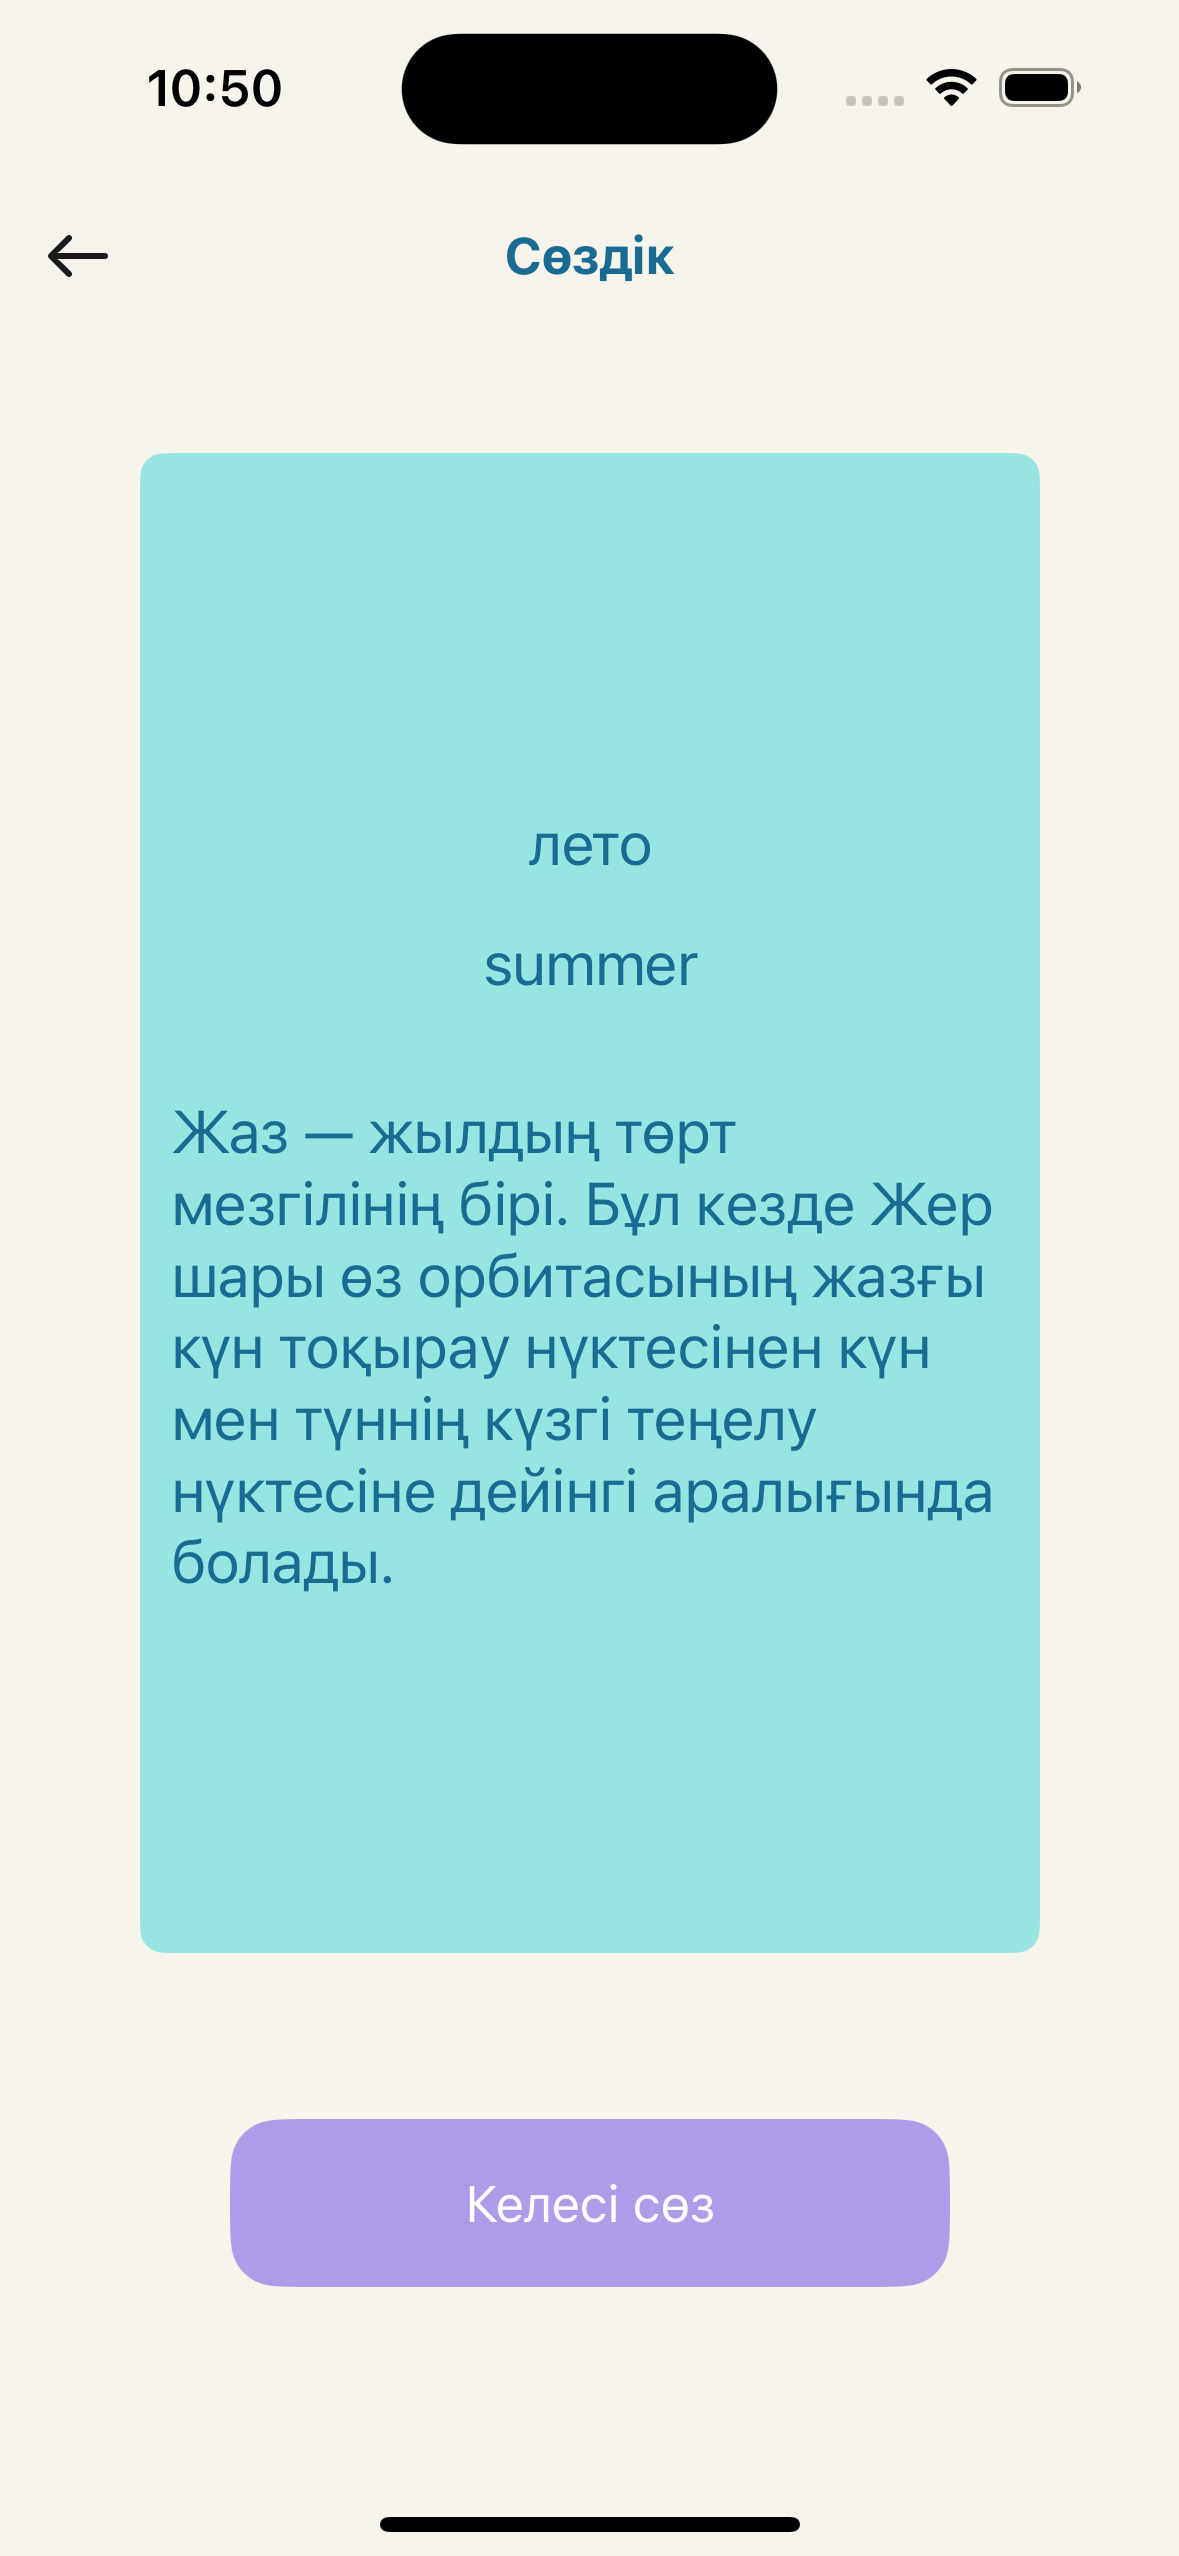 10:50
Сөздік
лето
summer
Жаз — жылдың төрт
мезгілінің бірі. Бұл кезде Жер
шары өз орбитасының жазғы
күн тоқырау нүктесінен күн
мен түннің күзгі теңелу
нүктесіне дейінгі аралығында
болады.
Келесі сөз